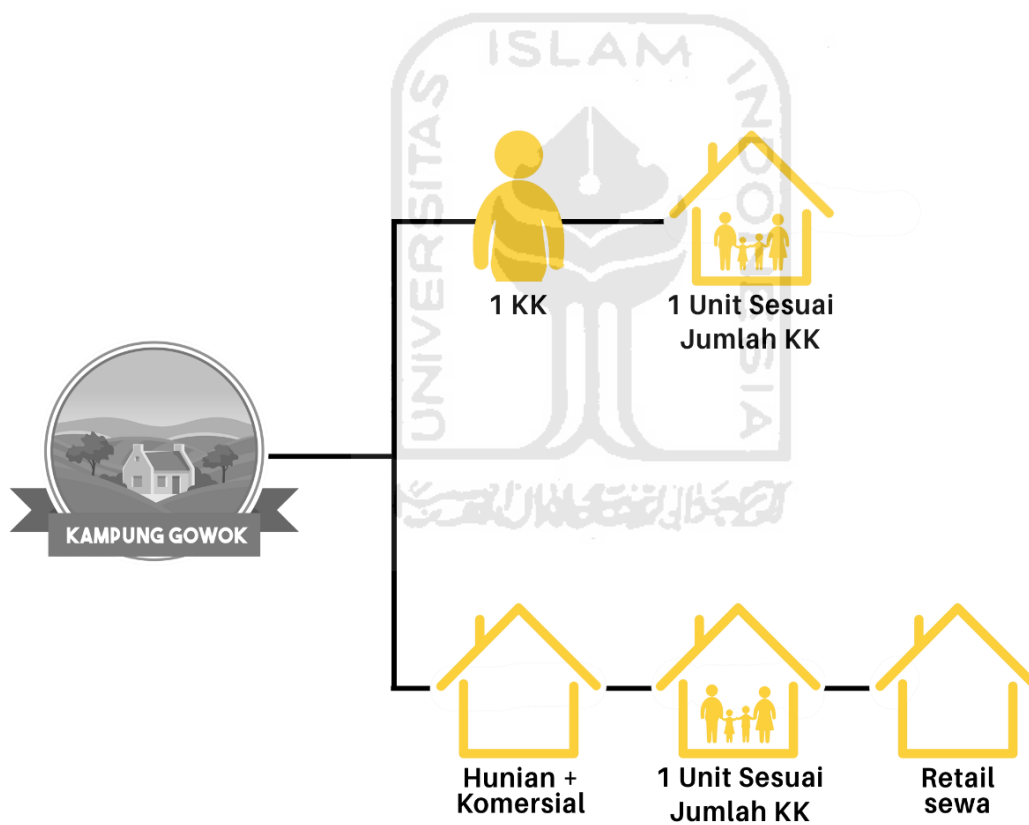 UNIVERSITAS ISLAM INDONESIA
1 KK
1 Unit Sesuai
Jumlah KK
KAMPUNG GOWOK
Hunian +
Komersial
1 Unit Sesuai
Jumlah KK
Retail
sewa